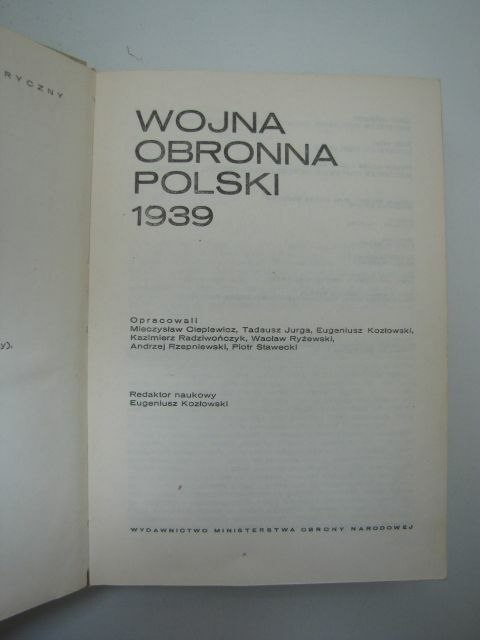 RYCZNY
y).
WOJNA
OBRONNA
POLSKI
1939
Opracowali
Mieczysław Cieplewicz, Tadeusz Jurga, Eugeniusz Kozłowski,
Kazimierz Radziwończyk, Wacław Ryżewski,
Andrzej Rzepniewski, Piotr Stawecki
Redaktor naukowy
Eugeniusz Kozłowski
WYDAWNICTWO MINISTERSTWA OBRONY NARODOWEJ